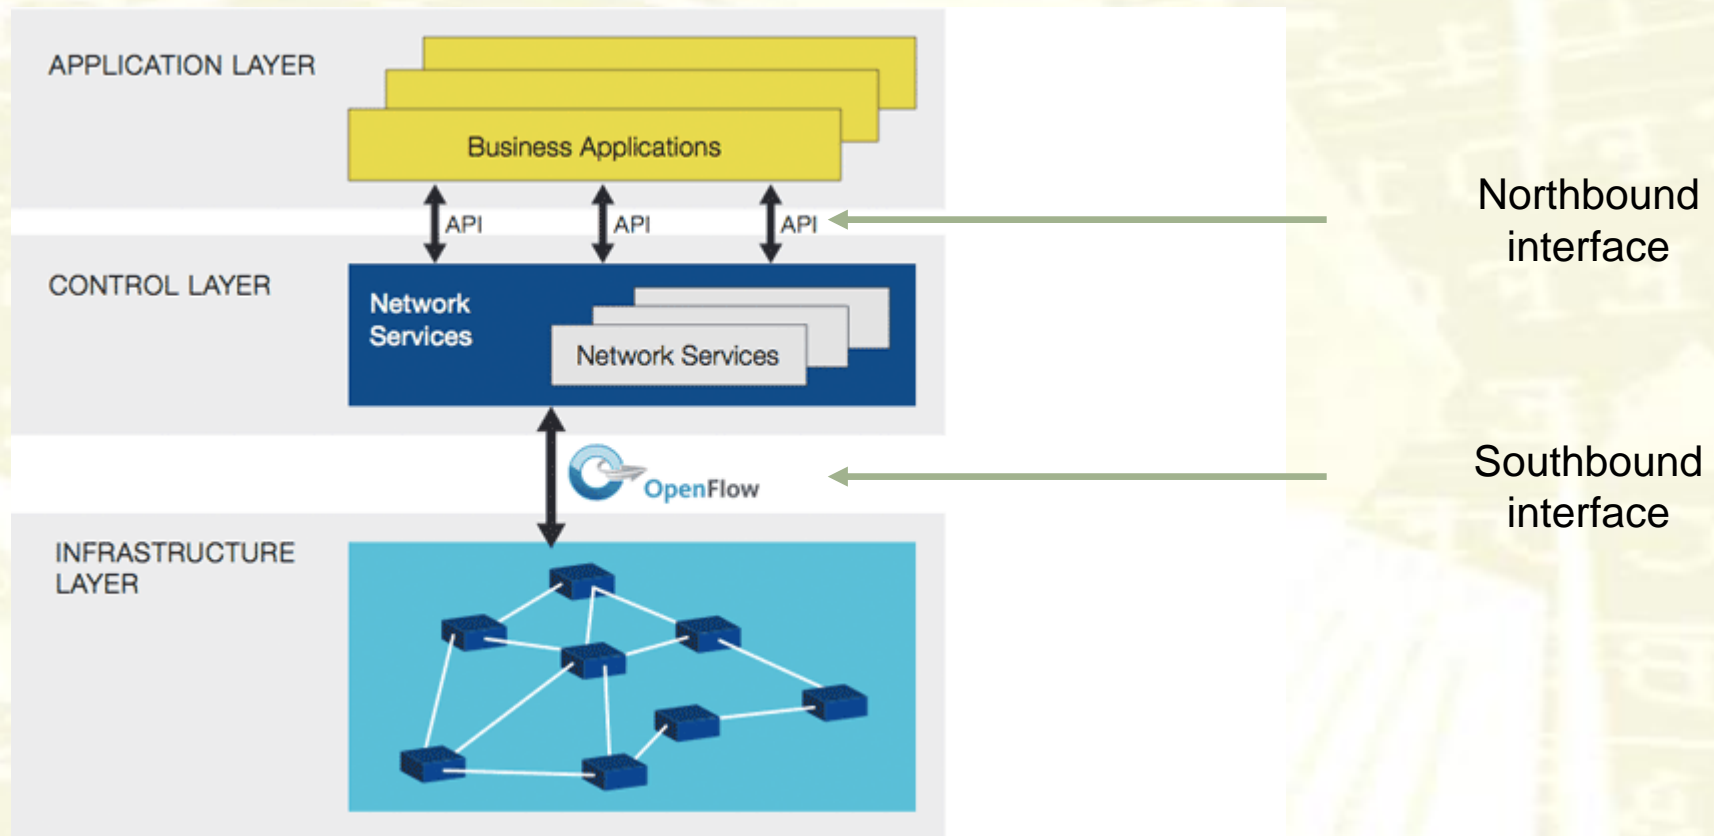 APPLICATION LAYER
Business Applications
API API API
Northbound
interface
CONTROL LAYER
Network
Services
Network Services
OpenFlow
Southbound
interface
INFRASTRUCTURE
LAYER